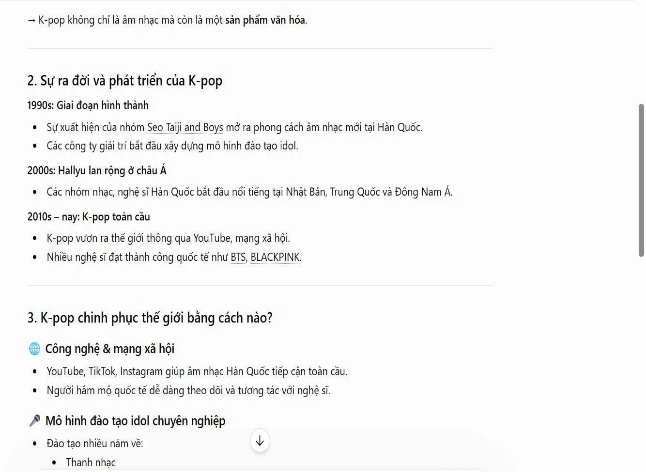 → K-pop không chỉ là âm nhạc mà còn là một sản phẩm văn hóa.
2. Sự ra đời và phát triển của K-pop
1990s: Giai đoạn hình thành
• Sự xuất hiện của nhóm Seo Taiji and Boys mở ra phong cách âm nhạc mới tại Hàn Quốc.
• Các công ty giải trí bắt đầu xây dựng mô hình đào tạo idol.
2000s: Hallyu lan rộng ở châu Á
• Các nhóm nhạc, nghệ sĩ Hàn Quốc bắt đầu nổi tiếng tại Nhật Bản, Trung Quốc và Đông Nam Á.
2010s – nay: K-pop toàn cầu
• K-pop vươn ra thế giới thông qua YouTube, mạng xã hội.
• Nhiều nghệ sĩ đạt thành công quốc tế như BTS, BLACKPINK.
3. K-pop chinh phục thế giới bằng cách nào?
🌐 Công nghệ & mạng xã hội
• YouTube, TikTok, Instagram giúp âm nhạc Hàn Quốc tiếp cận toàn cầu.
• Người hâm mộ quốc tế dễ dàng theo dõi và tương tác với nghệ sĩ.
🎤 Mô hình đào tạo idol chuyên nghiệp
• Đào tạo nhiều năm về:
• Thanh nhạc